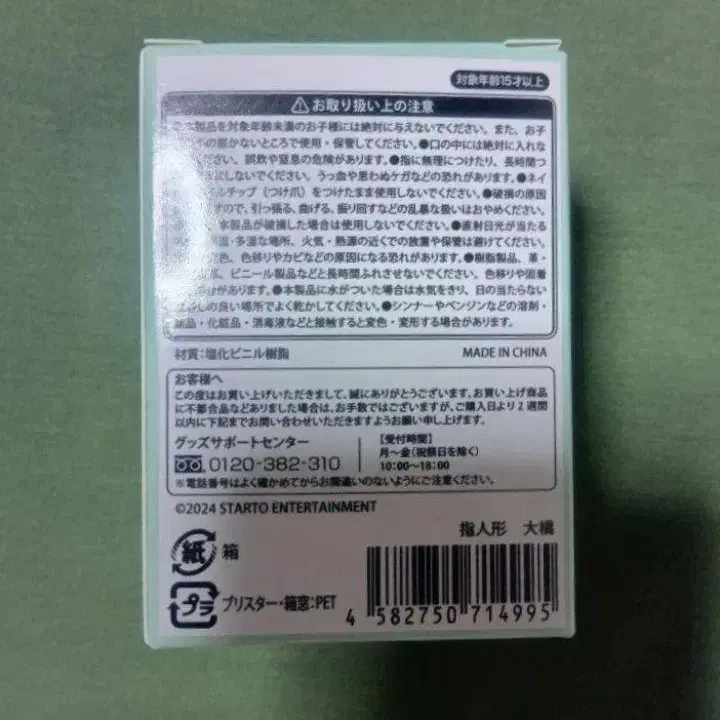 対象年齢15才以上
⚠お取り扱い上の注意
本製品を対象年齢未満のお子様には絶対に与えないでください。また、お子
の届かないところで使用・保管してください。●口の中には絶対に入れな
ください。誤飲や窒息の危険があります。●指に無理につけたり、長時間つ
にしないでください。うっ血や思わぬケガなどの恐れがあります。●ネイ
チップ（つけ爪）をつけたまま使用しないでください。●破損の原因
すので、引っ張る、曲げる、振り回すなどの乱暴な扱いはおやめください。
本製品が破損した場合は使用しないでください。●直射日光が当たる
・多湿な場所、火気・熱源の近くでの放置や保管は避けてください。
色、色移りやカビなどの原因になる恐れがあります。●樹脂製品、革・
、ビニール製品などと長時間ふれさせないでください。色移りや固着
があります。●本製品に水がついた場合は水気をきり、日の当たらない
の良い場所でよく乾かしてください。●シンナーやベンジンなどの溶剤・
薬品・化粧品・消毒液などと接触すると変色・変形する場合があります。
材質：塩化ビニル樹脂 MADE IN CHINA
お客様へ
この度はお買い上げいただきまして、誠にありがとうございます。お買い上げ商品
に不都合品などありました場合は、お手数ではございますが、ご購入日より2週間
以内に下記までお問い合わせいただきますようお願い申し上げます。
グッズサポートセンター
0120-382-310
【受付時間】
月～金(祝祭日を除く)
10:00～18:00
※電話番号はよく確かめてからお間違いのないようにご注意ください。
©2024 STARTO ENTERTAINMENT
指人形 大橋
紙 箱
プラ ブリスター・箱窓：PET
4 582750 714995